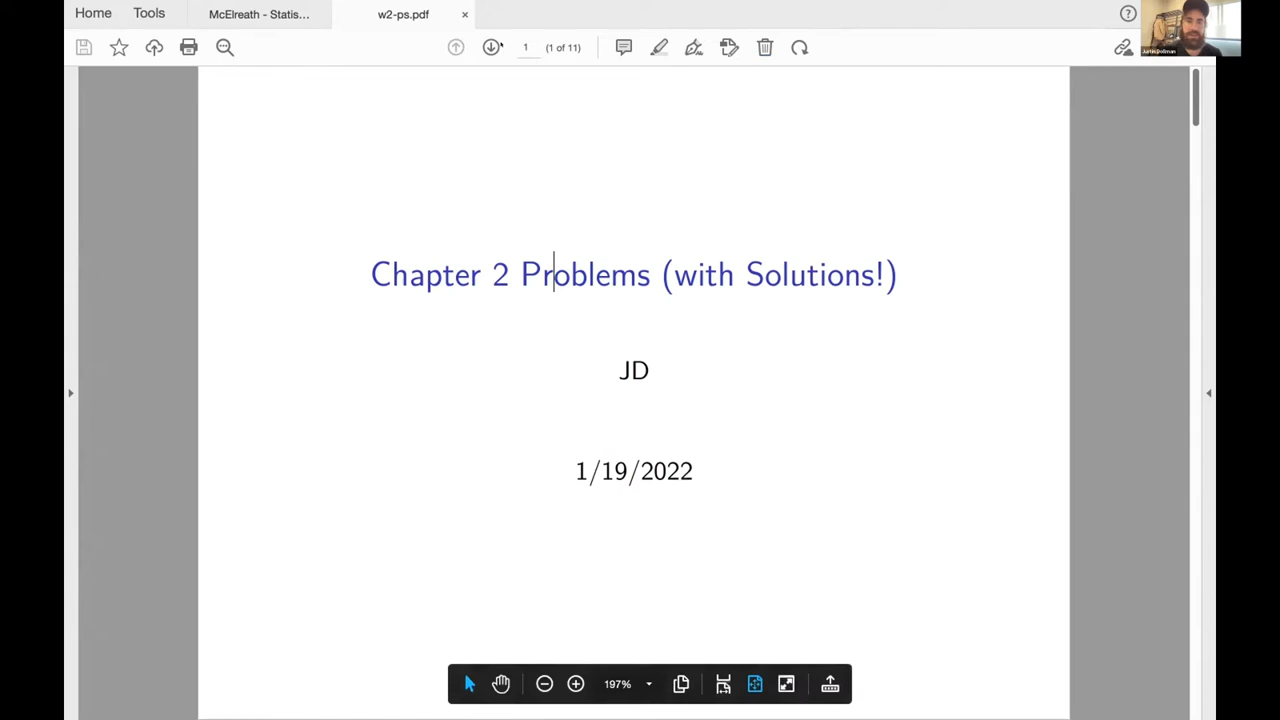 Home
Tools
McElreath - Statis...
w2-ps.pdf
1
(1 of 11)
Chapter 2 Problems (with Solutions!)
JD
1/19/2022
197%